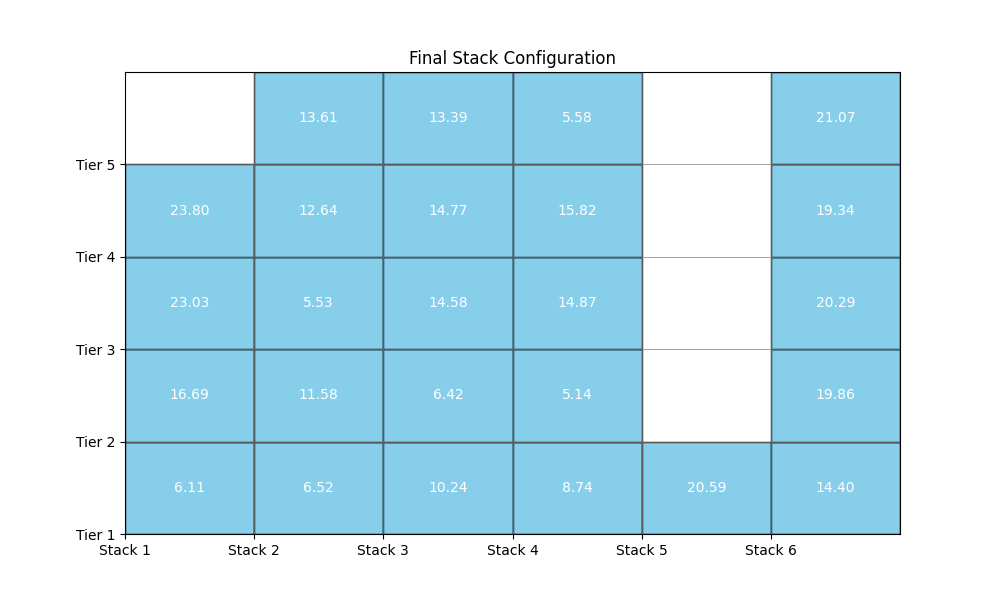 Final Stack Configuration
13.61 13.39 5.58 21.07
Tier 5
23.80 12.64 14.77 15.82 19.34
Tier 4
23.03 5.53 14.58 14.87 20.29
Tier 3
16.69 11.58 6.42 5.14 19.86
Tier 2
6.11 6.52 10.24 8.74 20.59 14.40
Tier 1
Stack 1 Stack 2 Stack 3 Stack 4 Stack 5 Stack 6